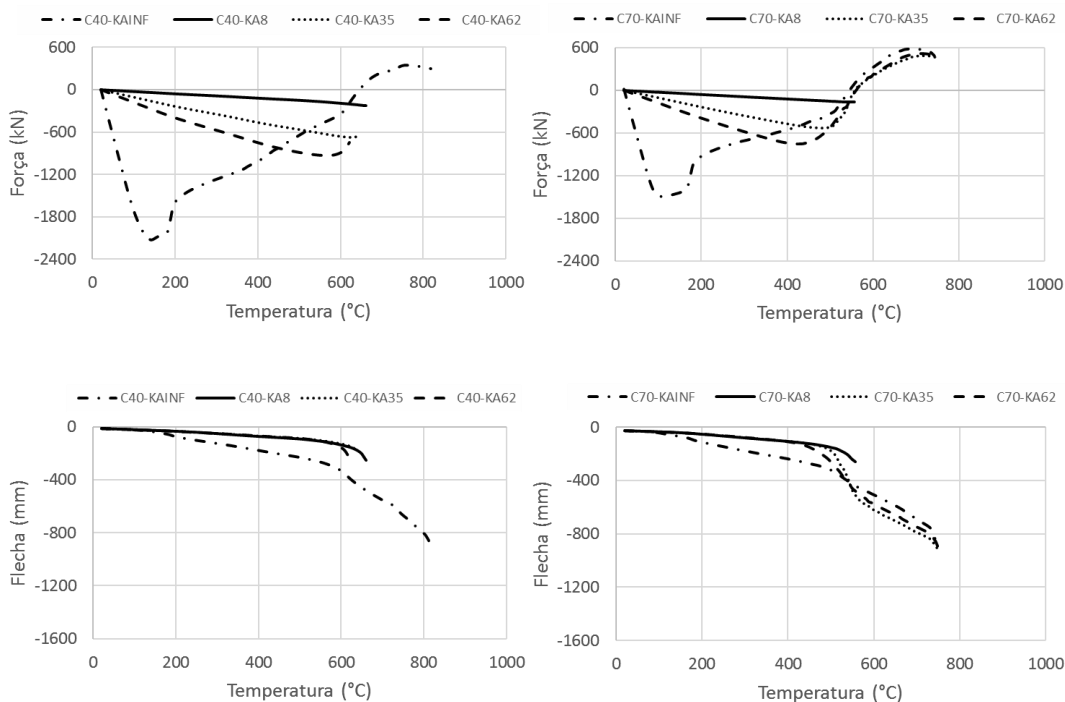 C40-KAINF C40-KA8 C40-KA35 C40-KA62
600
0
-600
-1200
-1800
-2400
Força (kN)
0 200 400 600 800 1000
Temperatura (°C)
C70-KAINF C70-KA8 C70-KA35 C70-KA62
600
0
-600
-1200
-1800
-2400
Força (kN)
0 200 400 600 800 1000
Temperatura (°C)
C40-KAINF C40-KA8 C40-KA35 C40-KA62
0
-400
-800
-1200
-1600
Flecha (mm)
0 200 400 600 800 1000
Temperatura (°C)
C70-KAINF C70-KA8 C70-KA35 C70-KA62
0
-400
-800
-1200
-1600
Flecha (mm)
0 200 400 600 800 1000
Temperatura (°C)